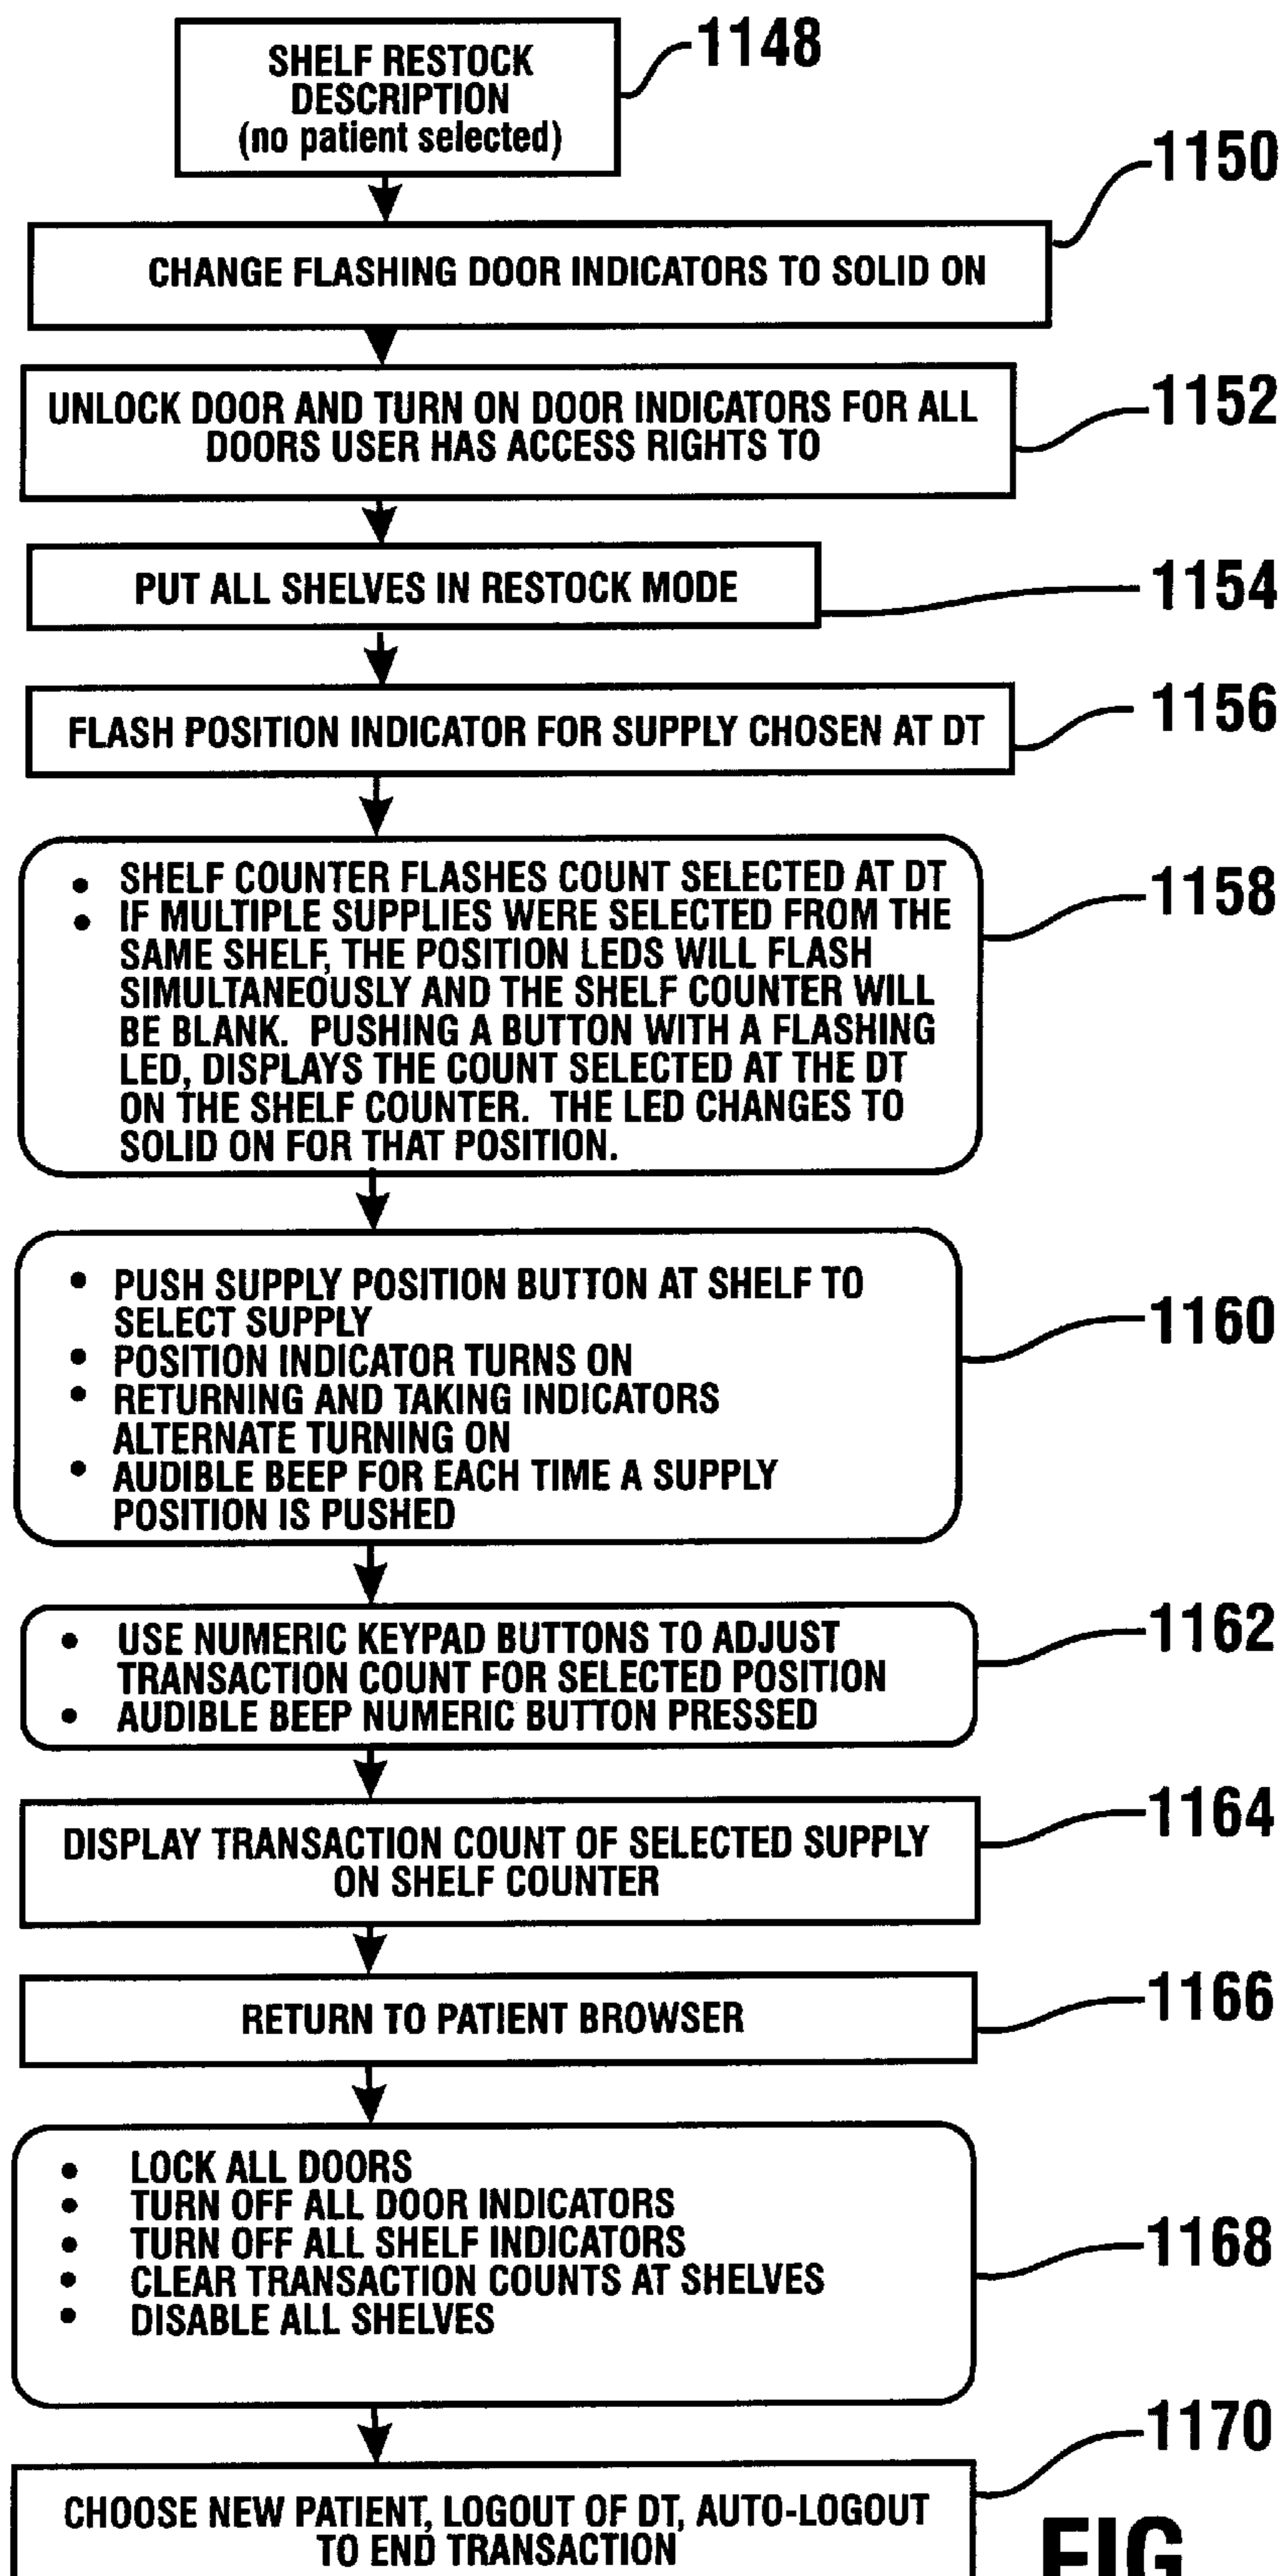 SHELF RESTOCK
DESCRIPTION
(no patient selected)
1148
1150
CHANGE FLASHING DOOR INDICATORS TO SOLID ON
UNLOCK DOOR AND TURN ON DOOR INDICATORS FOR ALL
DOORS USER HAS ACCESS RIGHTS TO
1152
PUT ALL SHELVES IN RESTOCK MODE
1154
FLASH POSITION INDICATOR FOR SUPPLY CHOSEN AT DT
1156
• SHELF COUNTER FLASHES COUNT SELECTED AT DT
• IF MULTIPLE SUPPLIES WERE SELECTED FROM THE
SAME SHELF, THE POSITION LEDS WILL FLASH
SIMULTANEOUSLY AND THE SHELF COUNTER WILL
BE BLANK. PUSHING A BUTTON WITH A FLASHING
LED, DISPLAYS THE COUNT SELECTED AT THE DT
ON THE SHELF COUNTER. THE LED CHANGES TO
SOLID ON FOR THAT POSITION.
1158
• PUSH SUPPLY POSITION BUTTON AT SHELF TO
SELECT SUPPLY
• POSITION INDICATOR TURNS ON
• RETURNING AND TAKING INDICATORS
ALTERNATE TURNING ON
• AUDIBLE BEEP FOR EACH TIME A SUPPLY
POSITION IS PUSHED
1160
• USE NUMERIC KEYPAD BUTTONS TO ADJUST
TRANSACTION COUNT FOR SELECTED POSITION
• AUDIBLE BEEP NUMERIC BUTTON PRESSED
1162
DISPLAY TRANSACTION COUNT OF SELECTED SUPPLY
ON SHELF COUNTER
1164
RETURN TO PATIENT BROWSER
1166
• LOCK ALL DOORS
• TURN OFF ALL DOOR INDICATORS
• TURN OFF ALL SHELF INDICATORS
• CLEAR TRANSACTION COUNTS AT SHELVES
• DISABLE ALL SHELVES
1168
1170
CHOOSE NEW PATIENT, LOGOUT OF DT, AUTO-LOGOUT
TO END TRANSACTION
FIG